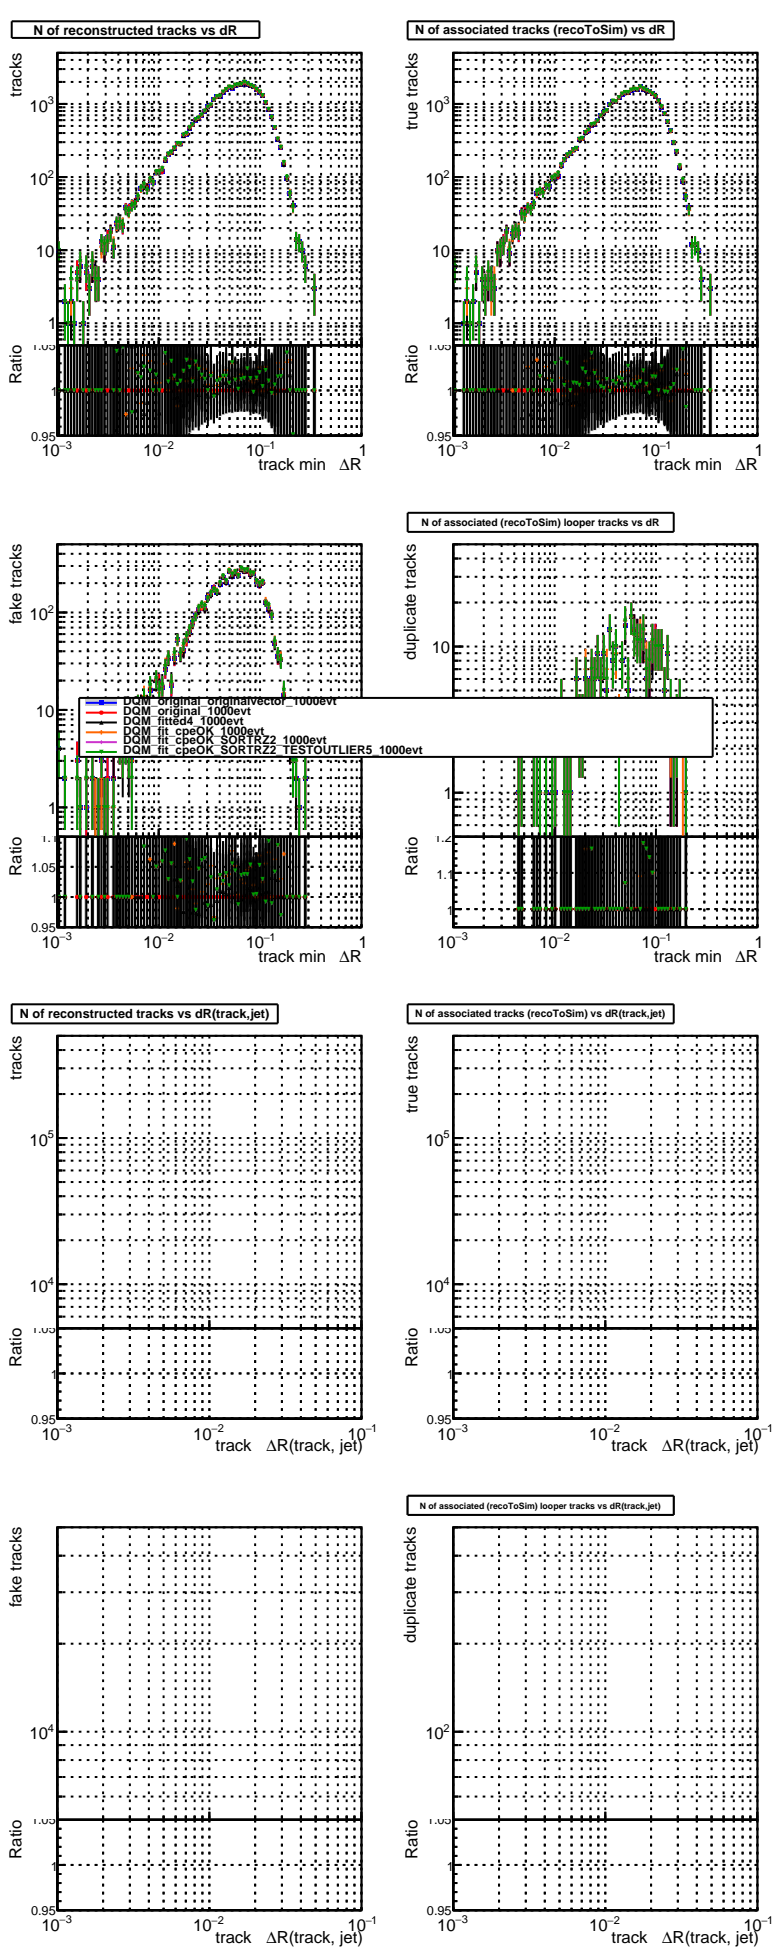 N of reconstructed tracks vs dR
tracks
10³
10²
10
1
Ratio
1.05
1
0.95
10⁻³
10⁻²
10⁻¹
1
track min ΔR
N of associated tracks (recoToSim) vs dR
true tracks
10³
10²
10
1
Ratio
1.05
1
0.95
10⁻³
10⁻²
10⁻¹
1
track min ΔR
fake tracks
10²
10
1
Ratio
1.1
1.05
1
0.95
10⁻³
10⁻²
10⁻¹
1
track min ΔR
N of associated (recoToSim) looper tracks vs dR
duplicate tracks
10
1
Ratio
1.2
1.1
1
10⁻³
10⁻²
10⁻¹
1
track min ΔR
DQM_original_originalvector_1000evt
DQM_original_1000evt
DQM_fitted4_1000evt
DQM_fit_cpeOK_1000evt
DQM_fit_cpeOK_SORTRZ2_1000evt
DQM_fit_cpeOK_SORTRZ2_TESTOUTLIER5_1000evt
N of reconstructed tracks vs dR(track,jet)
tracks
10⁵
10⁴
Ratio
1.05
1
0.95
10⁻³
10⁻²
10⁻¹
track ΔR(track, jet)
N of associated tracks (recoToSim) vs dR(track,jet)
true tracks
10⁵
10⁴
Ratio
1.05
1
0.95
10⁻³
10⁻²
10⁻¹
track ΔR(track, jet)
fake tracks
10⁴
Ratio
1.05
1
0.95
10⁻³
10⁻²
10⁻¹
track ΔR(track, jet)
N of associated (recoToSim) looper tracks vs dR(track,jet)
duplicate tracks
10²
Ratio
1.05
1
0.95
10⁻³
10⁻²
10⁻¹
track ΔR(track, jet)